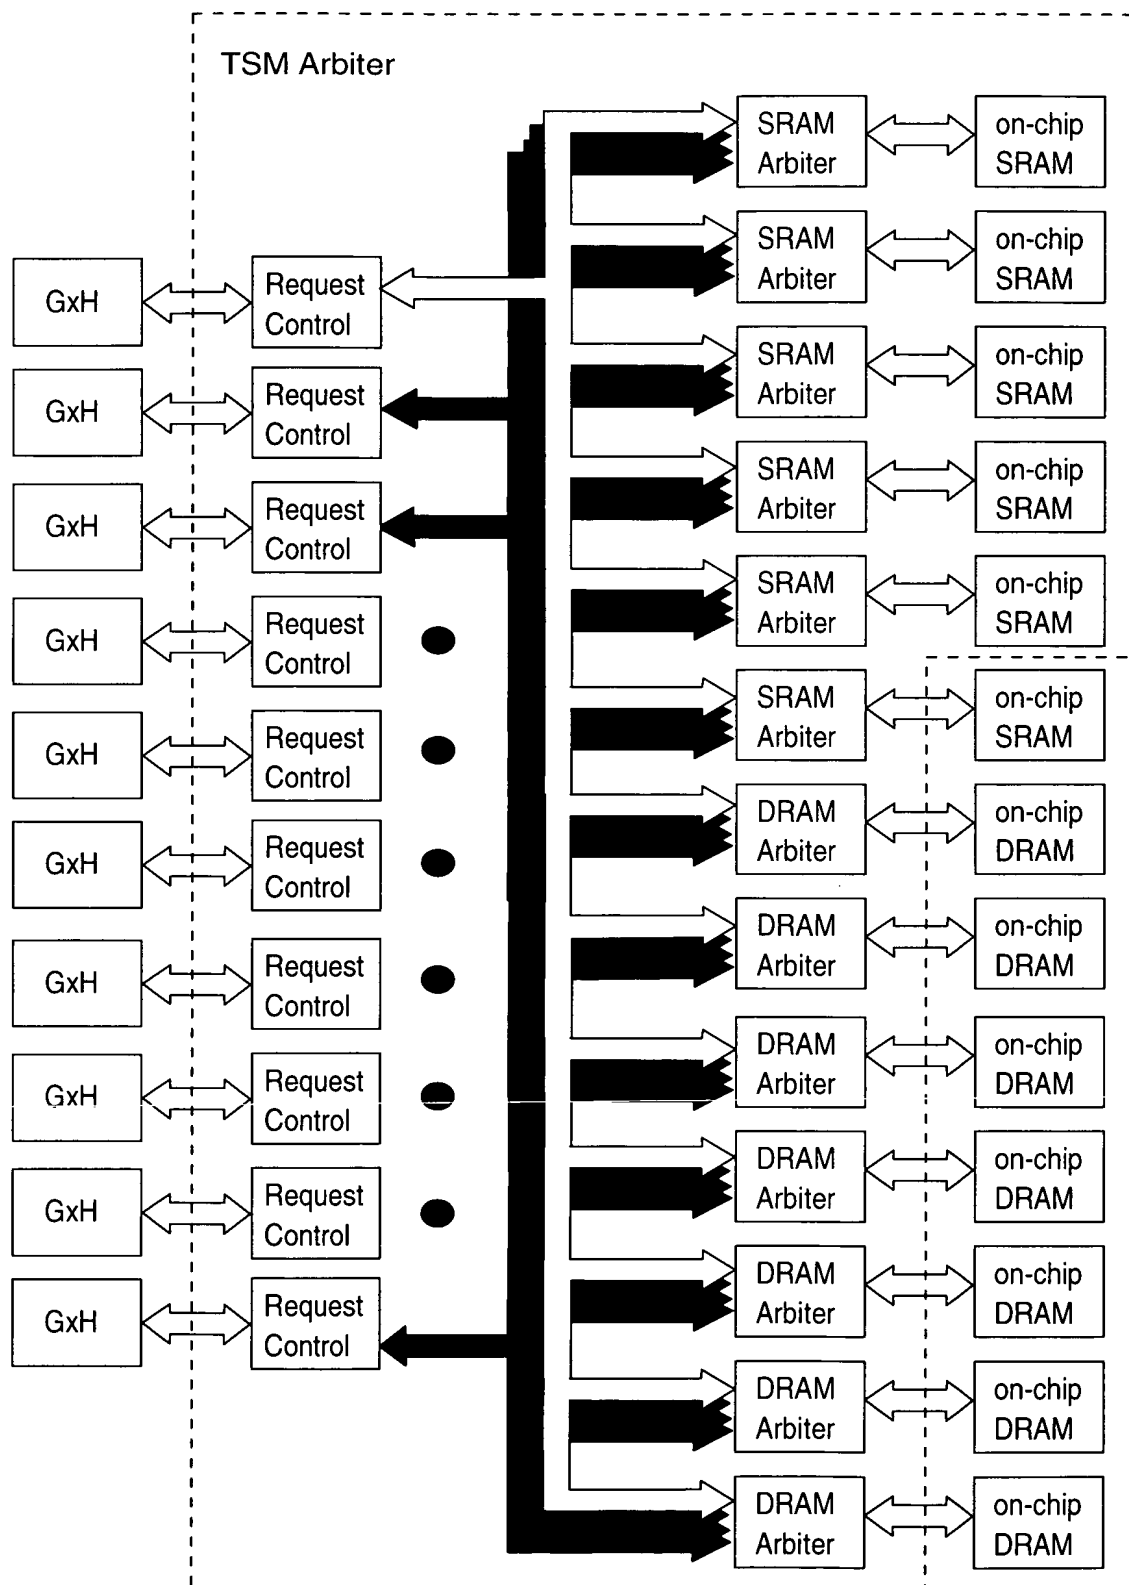 TSM Arbiter
SRAM
Arbiter
on-chip
SRAM
SRAM
Arbiter
on-chip
SRAM
GxH
Request
Control
SRAM
Arbiter
on-chip
SRAM
GxH
Request
Control
SRAM
Arbiter
on-chip
SRAM
GxH
Request
Control
SRAM
Arbiter
on-chip
SRAM
GxH
Request
Control
SRAM
Arbiter
on-chip
SRAM
GxH
Request
Control
DRAM
Arbiter
on-chip
DRAM
GxH
Request
Control
DRAM
Arbiter
on-chip
DRAM
GxH
Request
Control
DRAM
Arbiter
on-chip
DRAM
GxH
Request
Control
DRAM
Arbiter
on-chip
DRAM
GxH
Request
Control
DRAM
Arbiter
on-chip
DRAM
GxH
Request
Control
DRAM
Arbiter
on-chip
DRAM
DRAM
Arbiter
on-chip
DRAM